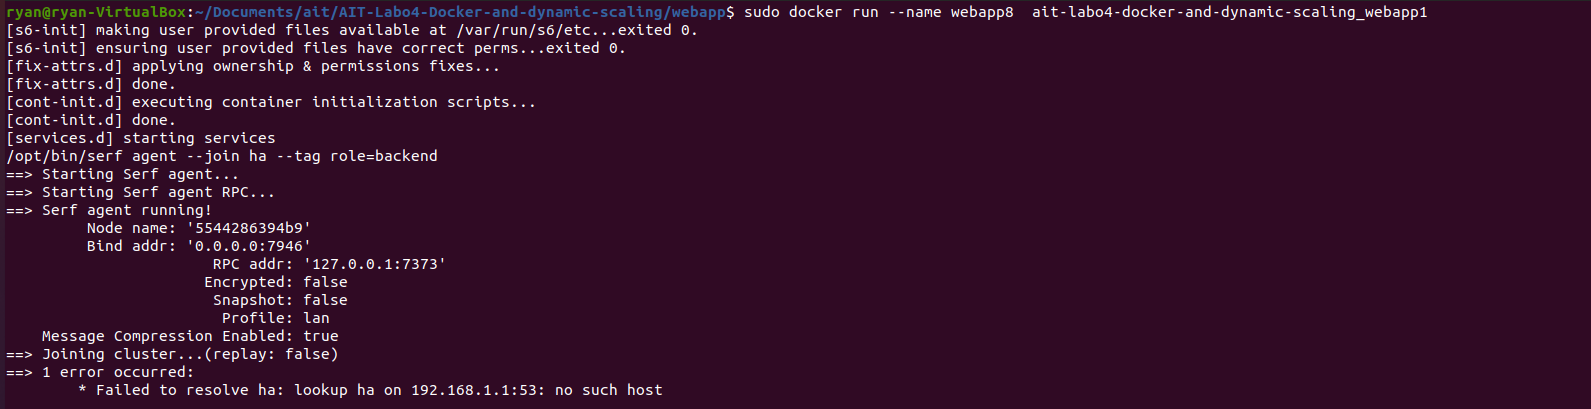 ryan@ryan-VirtualBox:~/Documents/ait/AIT-Labo4-Docker-and-dynamic-scaling/webapp$ sudo docker run --name webapp8  ait-labo4-docker-and-dynamic-scaling_webapp1
[s6-init] making user provided files available at /var/run/s6/etc...exited 0.
[s6-init] ensuring user provided files have correct perms...exited 0.
[fix-attrs.d] applying ownership & permissions fixes...
[fix-attrs.d] done.
[cont-init.d] executing container initialization scripts...
[cont-init.d] done.
[services.d] starting services
/opt/bin/serf agent --join ha --tag role=backend
==> Starting Serf agent...
==> Starting Serf agent RPC...
==> Serf agent running!
         Node name: '5544286394b9'
         Bind addr: '0.0.0.0:7946'
                       RPC addr: '127.0.0.1:7373'
                      Encrypted: false
                       Snapshot: false
                        Profile: lan
    Message Compression Enabled: true
==> Joining cluster...(replay: false)
==> 1 error occurred:
        * Failed to resolve ha: lookup ha on 192.168.1.1:53: no such host